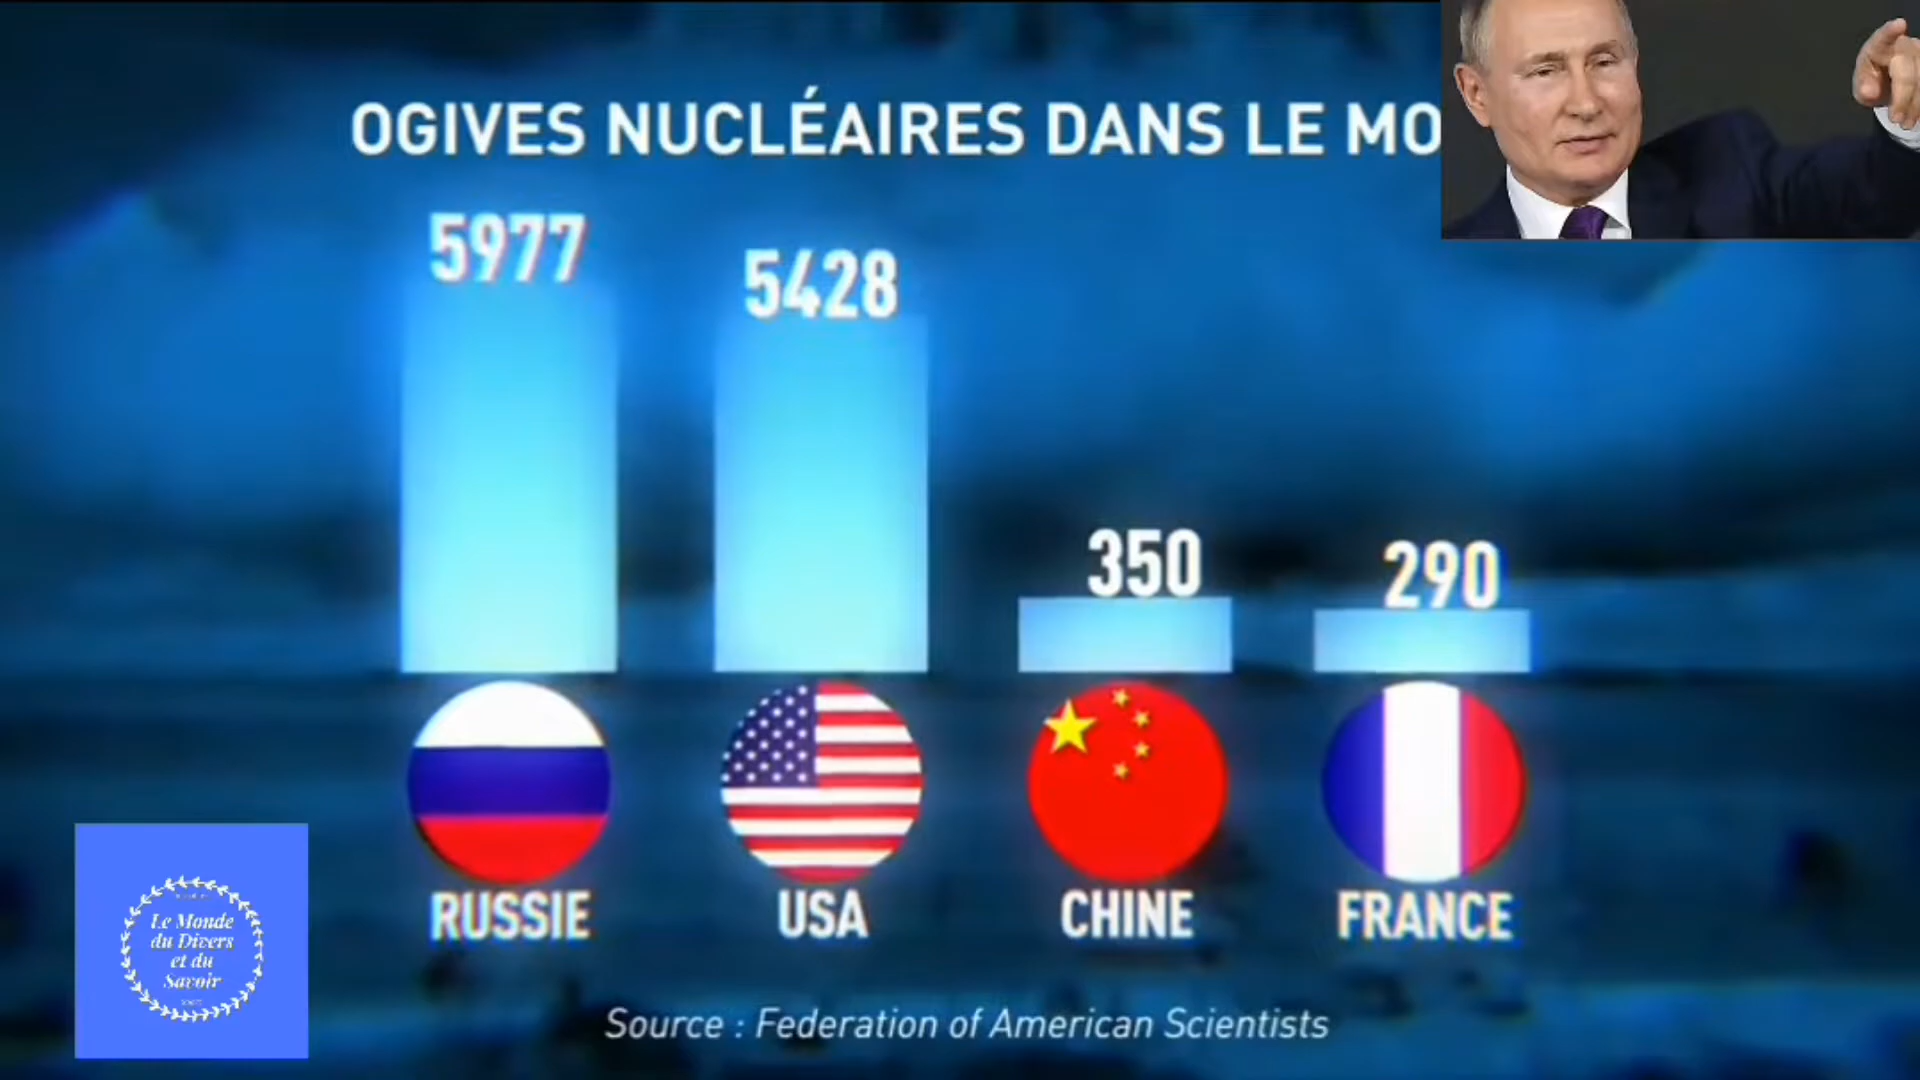 OGIVES NUCLÉAIRES DANS LE MO
5977
5428
350
290
RUSSIE
USA
CHINE
FRANCE
Le Monde
du Divers
et du
Savoir
Source : Federation of American Scientists